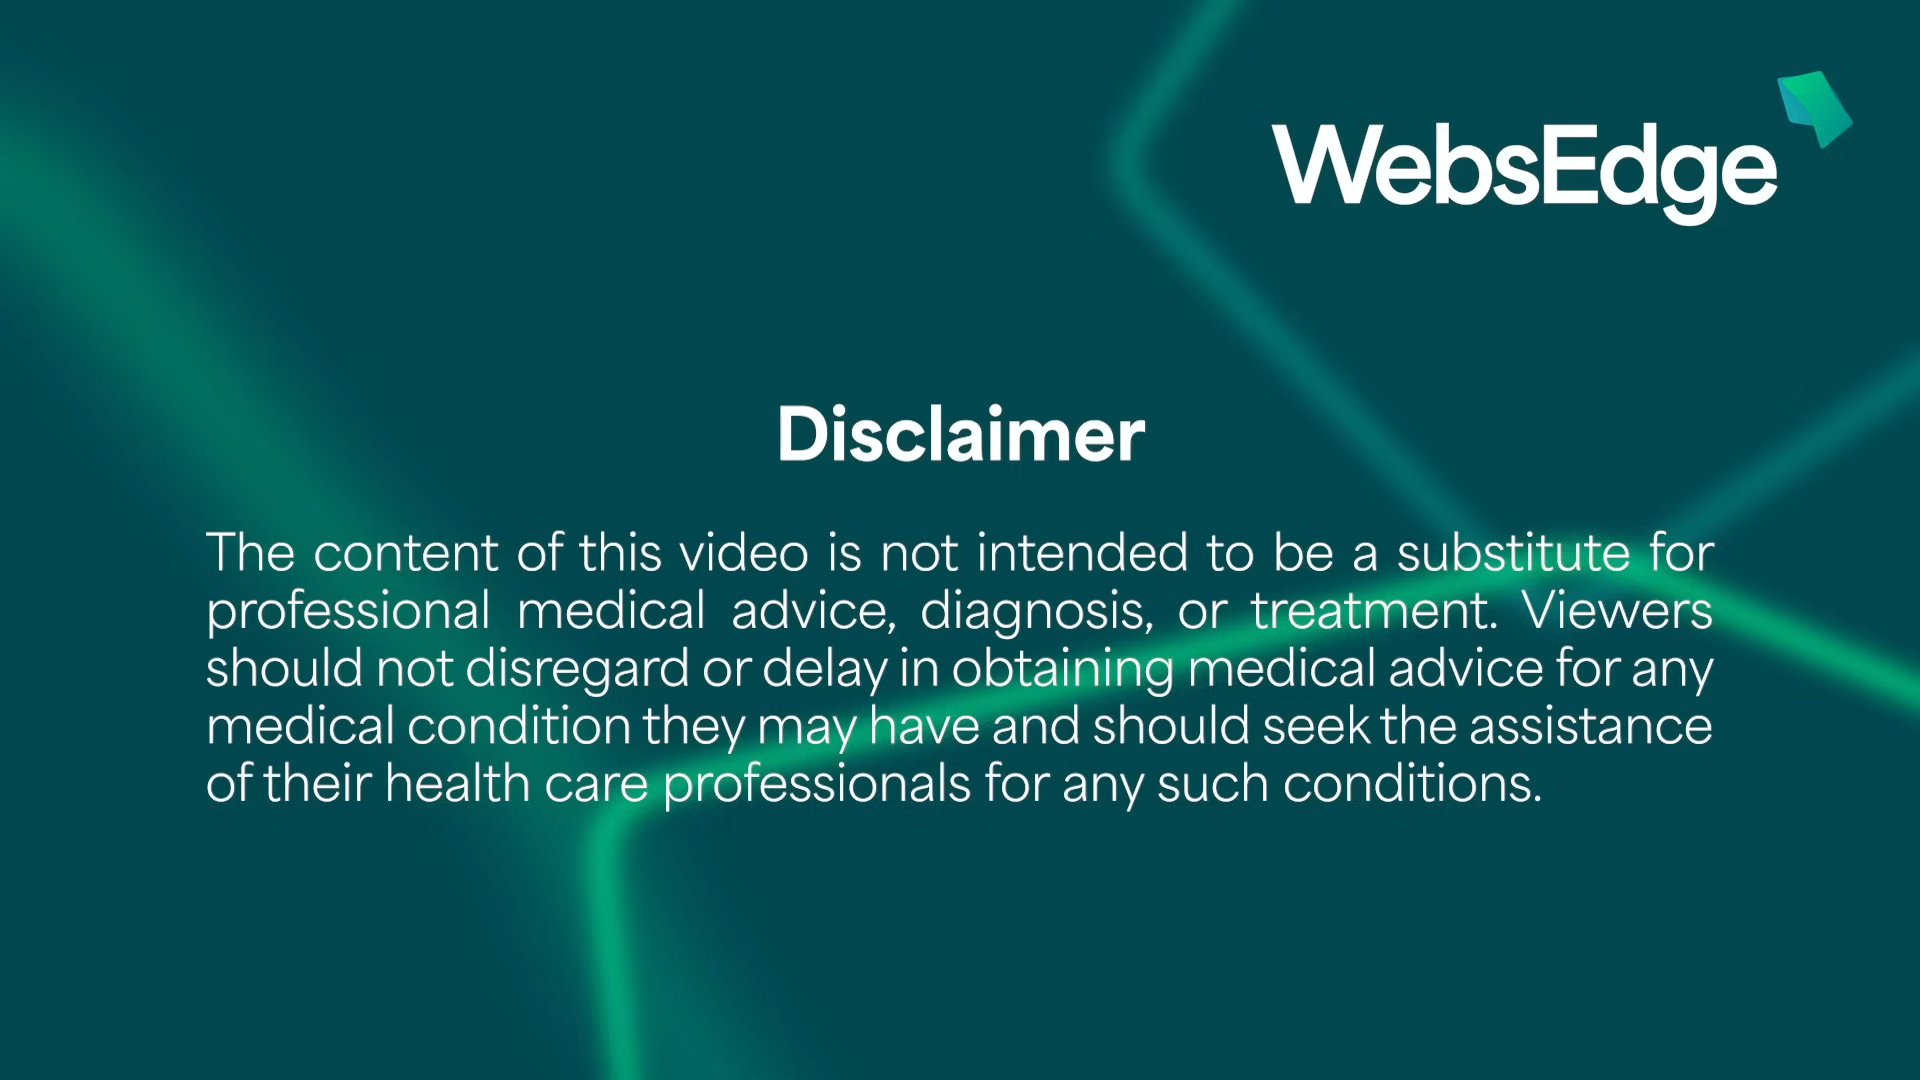 WebsEdge
Disclaimer
The content of this video is not intended to be a substitute for
professional medical advice, diagnosis, or treatment. Viewers
should not disregard or delay in obtaining medical advice for any
medical condition they may have and should seek the assistance
of their health care professionals for any such conditions.